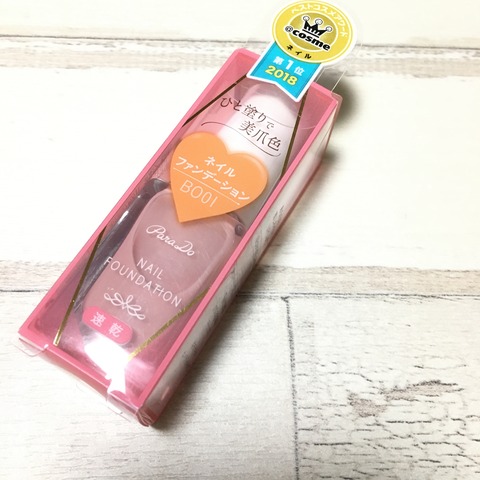 ベストコスメアワード
@cosme
ネイル
第1位
2018
ひと塗りで
美爪色
ネイル
ファンデーション
B001
ParaDo
NAIL
FOUNDATION
速乾